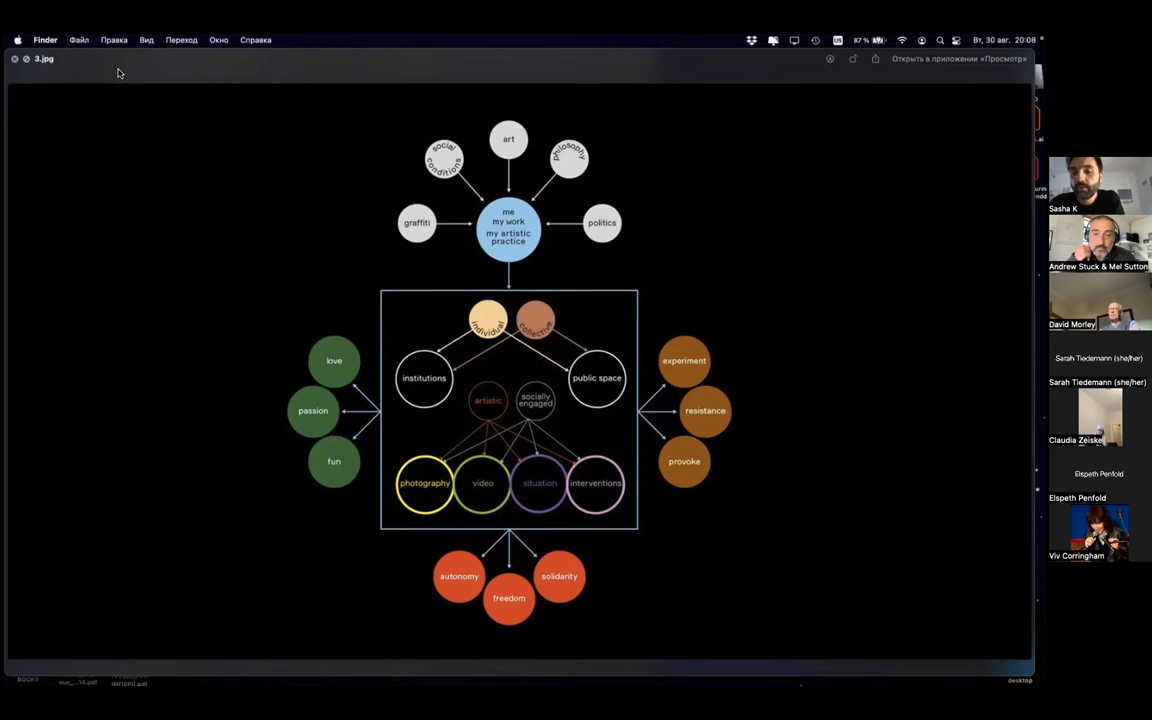 Finder Файл Правка Вид Переход Окно Справка
87 %
US
Вт, 30 авг. 20:08
3.jpg
Открыть в приложении «Просмотр»
social conditions
art
philosophy
graffiti
me
my work
my artistic
practice
politics
individual
collective
institutions
public space
artistic
socially
engaged
photography
video
situation
interventions
love
passion
fun
experiment
resistance
provoke
autonomy
freedom
solidarity
Sasha K
Andrew Stuck & Mel Sutton
David Morley
Sarah Tiedemann (she/her)
Sarah Tiedemann (she/her)
Claudia Zeiske
Elspeth Penfold
Elspeth Penfold
Viv Corringham
BOOKS
desktop